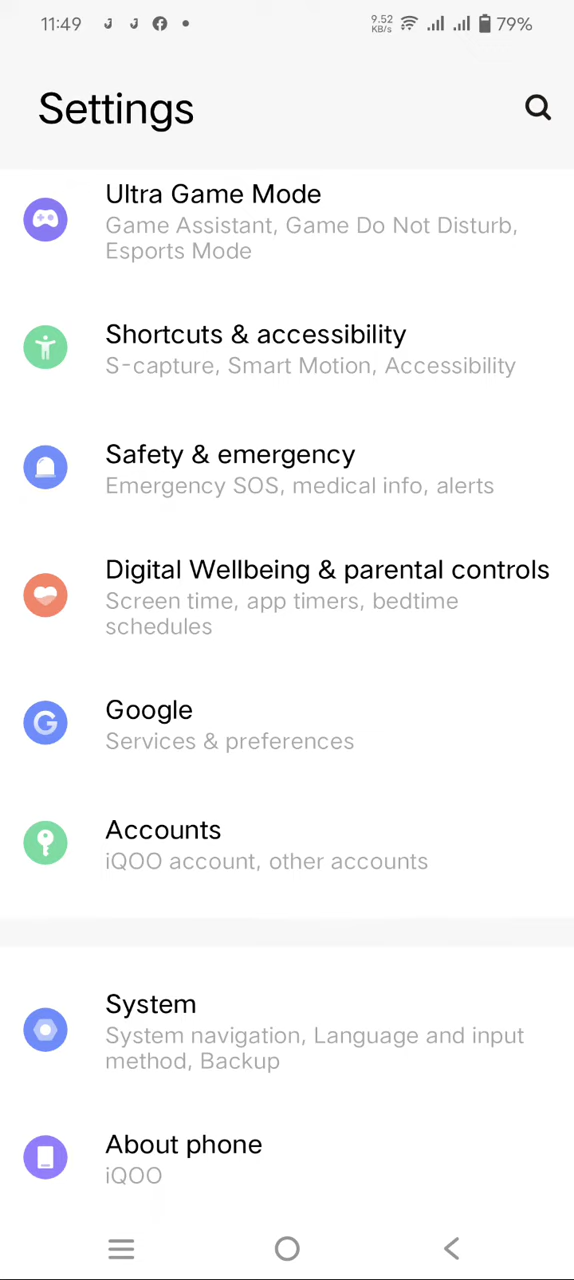 11:49 9.52 KB/s 79%
Settings
Ultra Game Mode
Game Assistant, Game Do Not Disturb,
Esports Mode
Shortcuts & accessibility
S-capture, Smart Motion, Accessibility
Safety & emergency
Emergency SOS, medical info, alerts
Digital Wellbeing & parental controls
Screen time, app timers, bedtime
schedules
Google
Services & preferences
Accounts
iQOO account, other accounts
System
System navigation, Language and input
method, Backup
About phone
iQOO